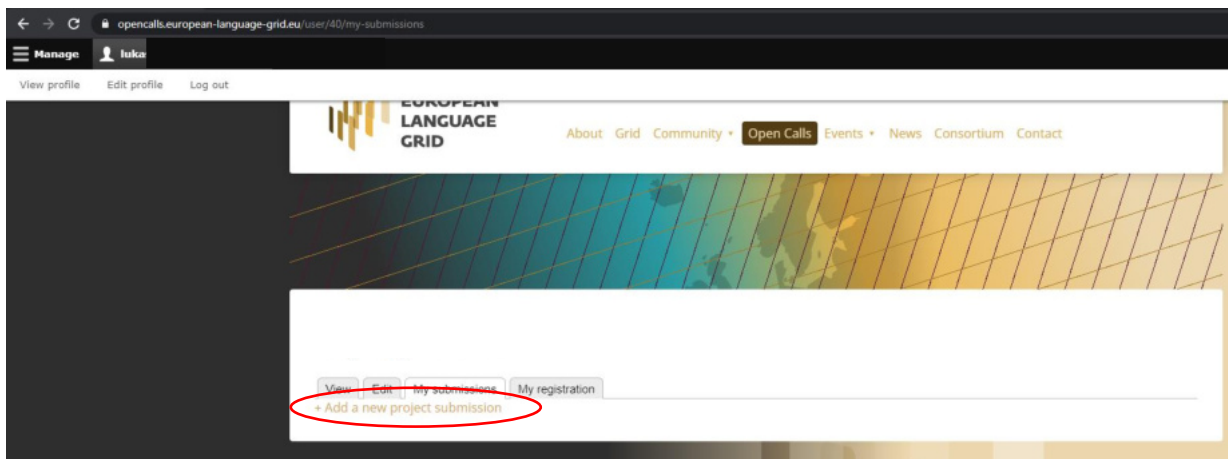 opencalls.european-language-grid.eu/user/40/my-submissions
Manage luka
View profile Edit profile Log out
EUROPEAN
LANGUAGE
GRID
About Grid Community Open Calls Events News Consortium Contact
View Edit My submissions My registration
+ Add a new project submission